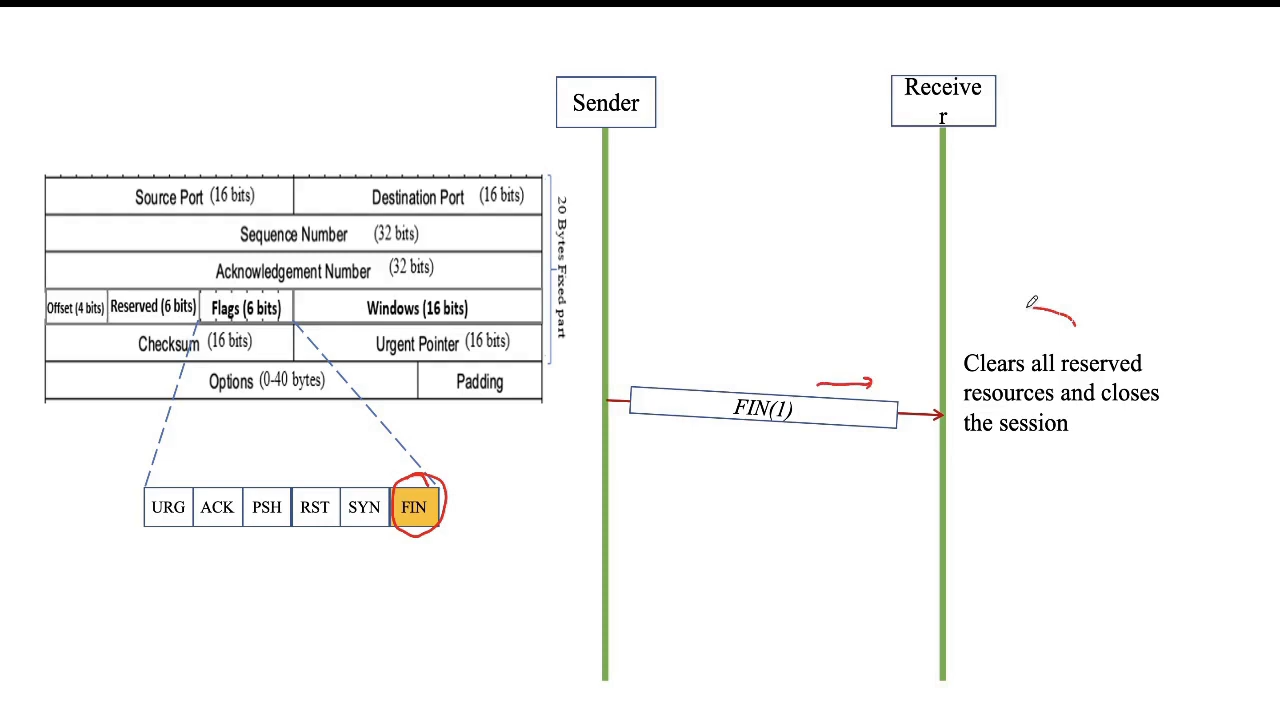 Sender
Receive
r
Source Port (16 bits)
Destination Port (16 bits)
Sequence Number (32 bits)
Acknowledgement Number (32 bits)
Offset (4 bits)
Reserved (6 bits)
Flags (6 bits)
Windows (16 bits)
Checksum (16 bits)
Urgent Pointer (16 bits)
Options (0-40 bytes)
Padding
20 Bytes Fixed part
URG
ACK
PSH
RST
SYN
FIN
FIN(1)
Clears all reserved
resources and closes
the session